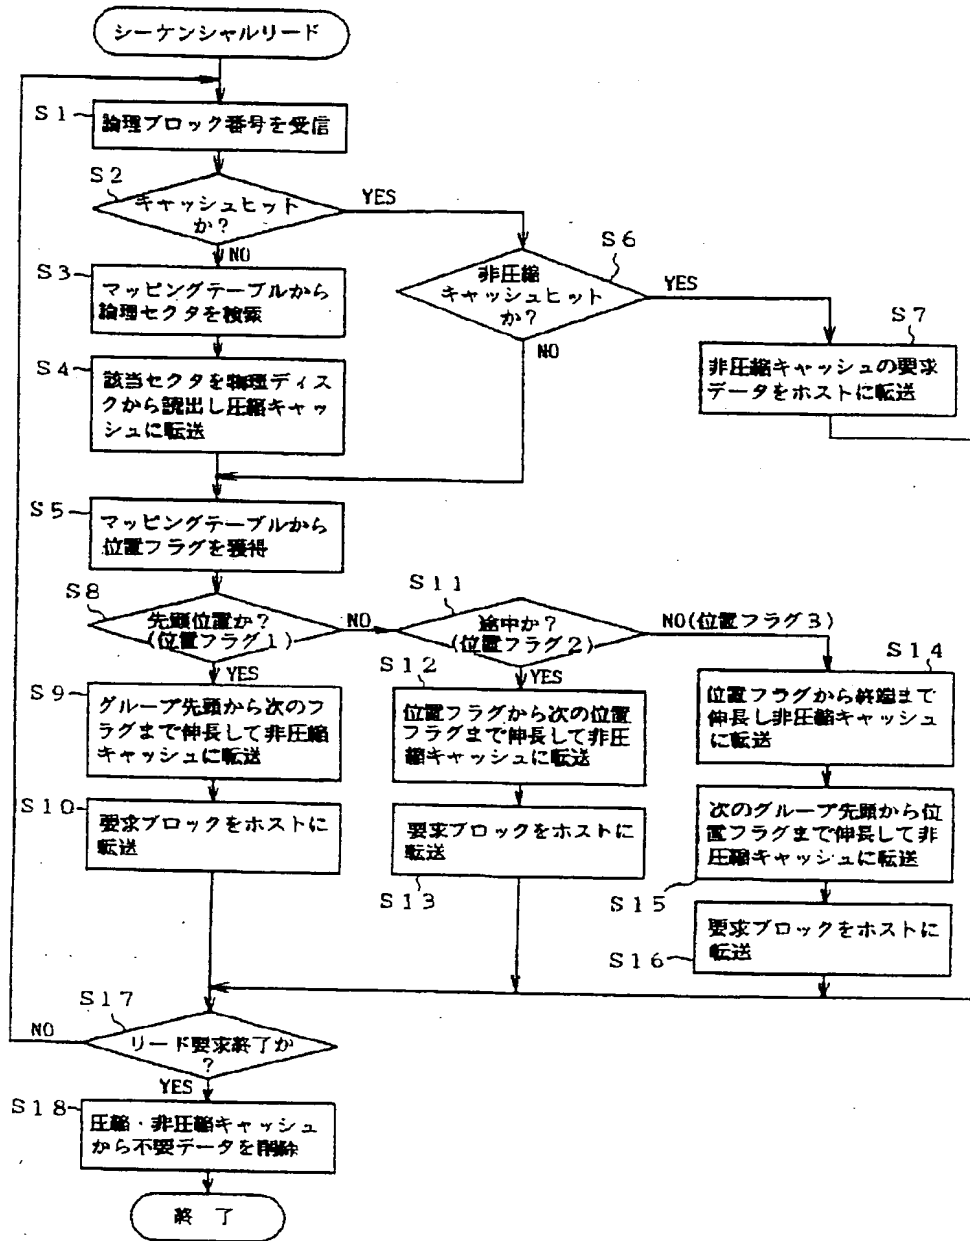 シーケンシャルリード
S1
論理ブロック番号を受信
S2
キャッシュヒット
か?
YES
NO
S3
マッピングテーブルから
論理セクタを検索
S4
該当セクタを物理ディス
クから読出し圧縮キャッ
シュに転送
S6
非圧縮
キャッシュヒット
か?
YES
NO
S7
非圧縮キャッシュの要求
データをホストに転送
S5
マッピングテーブルから
位置フラグを獲得
S8
先頭位置か?
(位置フラグ1)
NO
YES
S11
途中か?
(位置フラグ2)
NO(位置フラグ3)
YES
S9
グループ先頭から次のフ
ラグまで伸長して非圧縮
キャッシュに転送
S10
要求ブロックをホストに
転送
S12
位置フラグから次の位置
フラグまで伸長して非圧
縮キャッシュに転送
S13
要求ブロックをホストに
転送
S14
位置フラグから終端まで
伸長し非圧縮キャッシュ
に転送
S15
次のグループ先頭から位
置フラグまで伸長して非
圧縮キャッシュに転送
S16
要求ブロックをホストに
転送
S17
リード要求終了か
?
NO
YES
S18
圧縮・非圧縮キャッシュ
から不要データを削除
終 了